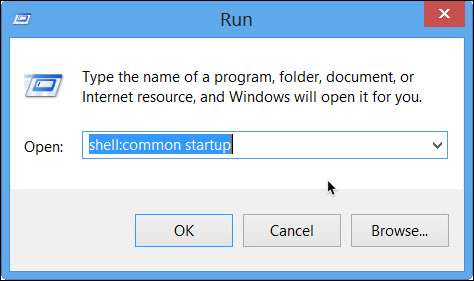 Run
Type the name of a program, folder, document, or
Internet resource, and Windows will open it for you.
Open: shell:common startup
OK Cancel Browse...